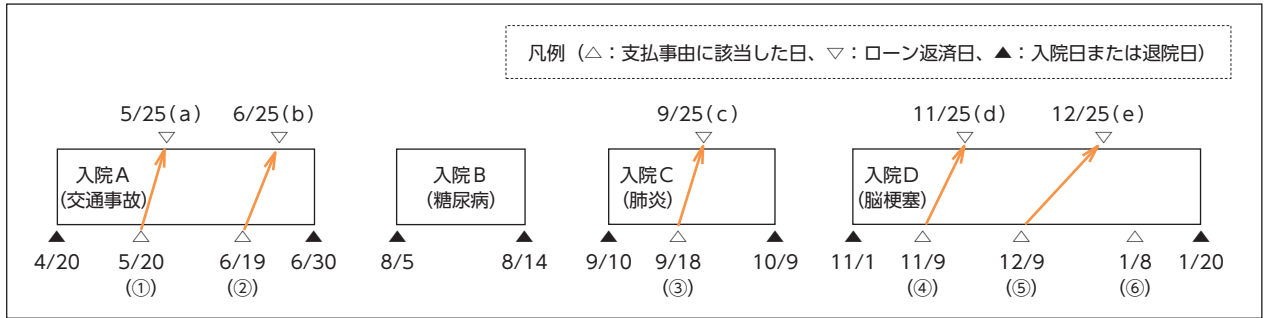 凡例（△：支払事由に該当した日、▽：ローン返済日、▲：入院日または退院日）
5/25(a) 6/25(b) 9/25(c) 11/25(d) 12/25(e)
▽ ▽ ▽ ▽ ▽
入院A 入院B 入院C 入院D
(交通事故) (糖尿病) (肺炎) (脳梗塞)
▲ △ △ ▲ ▲ ▲ ▲ △ ▲ ▲ △ △ △ ▲
4/20 5/20 6/19 6/30 8/5 8/14 9/10 9/18 10/9 11/1 11/9 12/9 1/8 1/20
(①) (②) (③) (④) (⑤) (⑥)